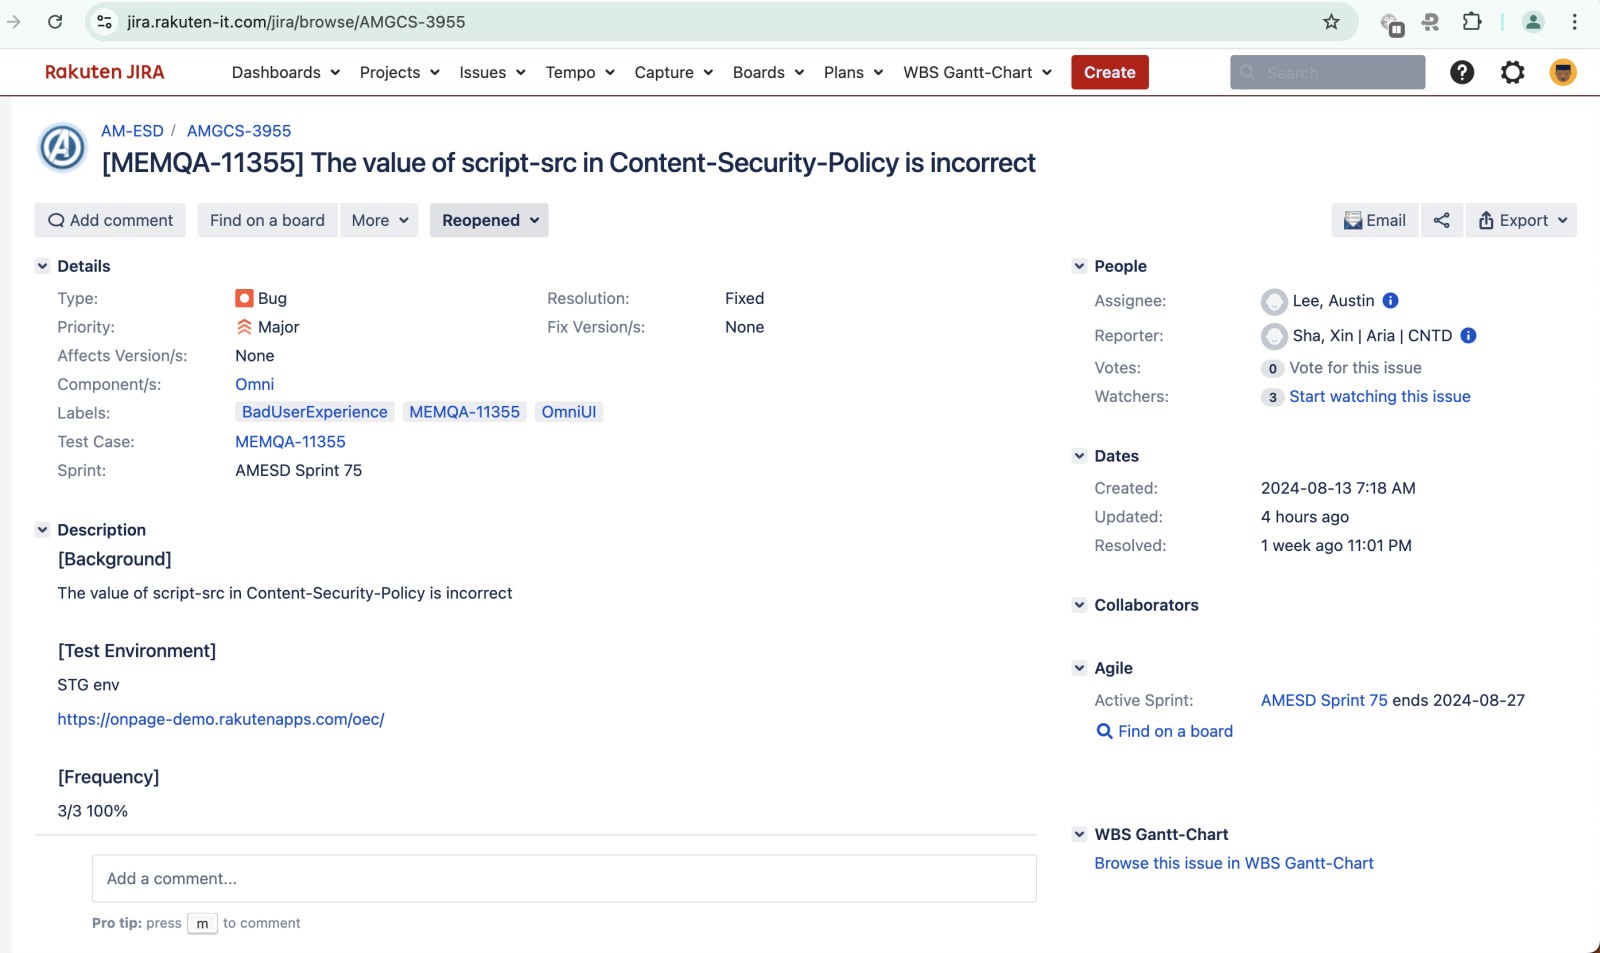 jira.rakuten-it.com/jira/browse/AMGCS-3955
Rakuten JIRA Dashboards Projects Issues Tempo Capture Boards Plans WBS Gantt-Chart Create Search
AM-ESD / AMGCS-3955
[MEMQA-11355] The value of script-src in Content-Security-Policy is incorrect
Add comment Find on a board More Reopened Email Export
Details
Type: Bug Resolution: Fixed
Priority: Major Fix Version/s: None
Affects Version/s: None
Component/s: Omni
Labels: BadUserExperience MEMQA-11355 OmniUI
Test Case: MEMQA-11355
Sprint: AMESD Sprint 75
Description
[Background]
The value of script-src in Content-Security-Policy is incorrect
[Test Environment]
STG env
https://onpage-demo.rakutenapps.com/oec/
[Frequency]
3/3 100%
Add a comment...
Pro tip: press m to comment
People
Assignee: Lee, Austin
Reporter: Sha, Xin | Aria | CNTD
Votes: 0 Vote for this issue
Watchers: 3 Start watching this issue
Dates
Created: 2024-08-13 7:18 AM
Updated: 4 hours ago
Resolved: 1 week ago 11:01 PM
Collaborators
Agile
Active Sprint: AMESD Sprint 75 ends 2024-08-27
Find on a board
WBS Gantt-Chart
Browse this issue in WBS Gantt-Chart